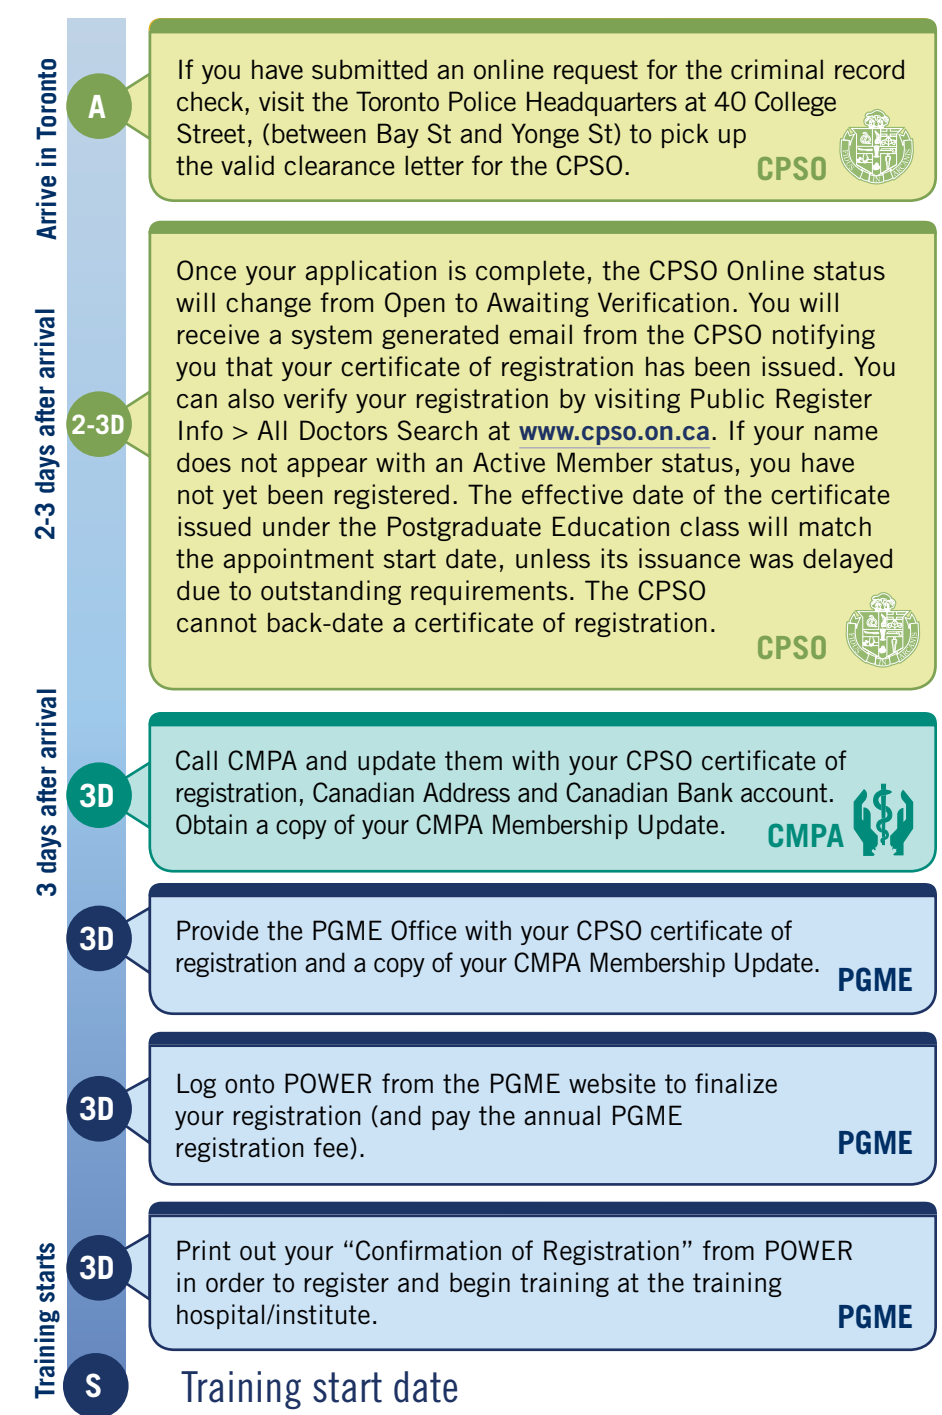 Arrive in Toronto
A
If you have submitted an online request for the criminal record
check, visit the Toronto Police Headquarters at 40 College
Street, (between Bay St and Yonge St) to pick up
the valid clearance letter for the CPSO.
CPSO
2-3 days after arrival
2-3D
Once your application is complete, the CPSO Online status
will change from Open to Awaiting Verification. You will
receive a system generated email from the CPSO notifying
you that your certificate of registration has been issued. You
can also verify your registration by visiting Public Register
Info > All Doctors Search at www.cpso.on.ca. If your name
does not appear with an Active Member status, you have
not yet been registered. The effective date of the certificate
issued under the Postgraduate Education class will match
the appointment start date, unless its issuance was delayed
due to outstanding requirements. The CPSO
cannot back-date a certificate of registration.
CPSO
3 days after arrival
3D
Call CMPA and update them with your CPSO certificate of
registration, Canadian Address and Canadian Bank account.
Obtain a copy of your CMPA Membership Update.
CMPA
3D
Provide the PGME Office with your CPSO certificate of
registration and a copy of your CMPA Membership Update.
PGME
3D
Log onto POWER from the PGME website to finalize
your registration (and pay the annual PGME
registration fee).
PGME
Training starts
3D
Print out your “Confirmation of Registration” from POWER
in order to register and begin training at the training
hospital/institute.
PGME
S
Training start date